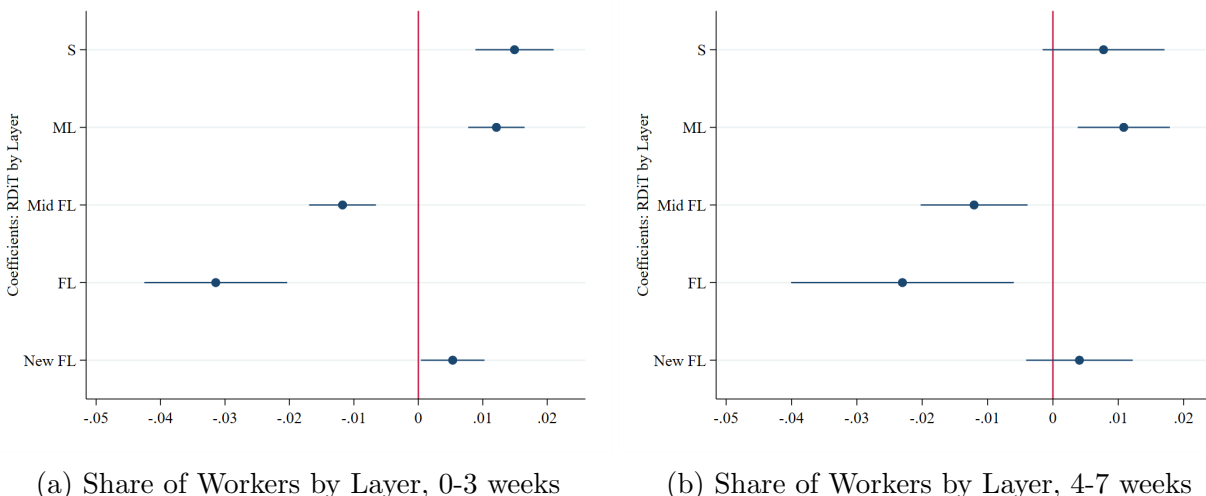 Coefficients: RDiT by Layer
S
ML
Mid FL
FL
New FL
-.05 -.04 -.03 -.02 -.01 0 .01 .02
(a) Share of Workers by Layer, 0-3 weeks
Coefficients: RDiT by Layer
S
ML
Mid FL
FL
New FL
-.05 -.04 -.03 -.02 -.01 0 .01 .02
(b) Share of Workers by Layer, 4-7 weeks